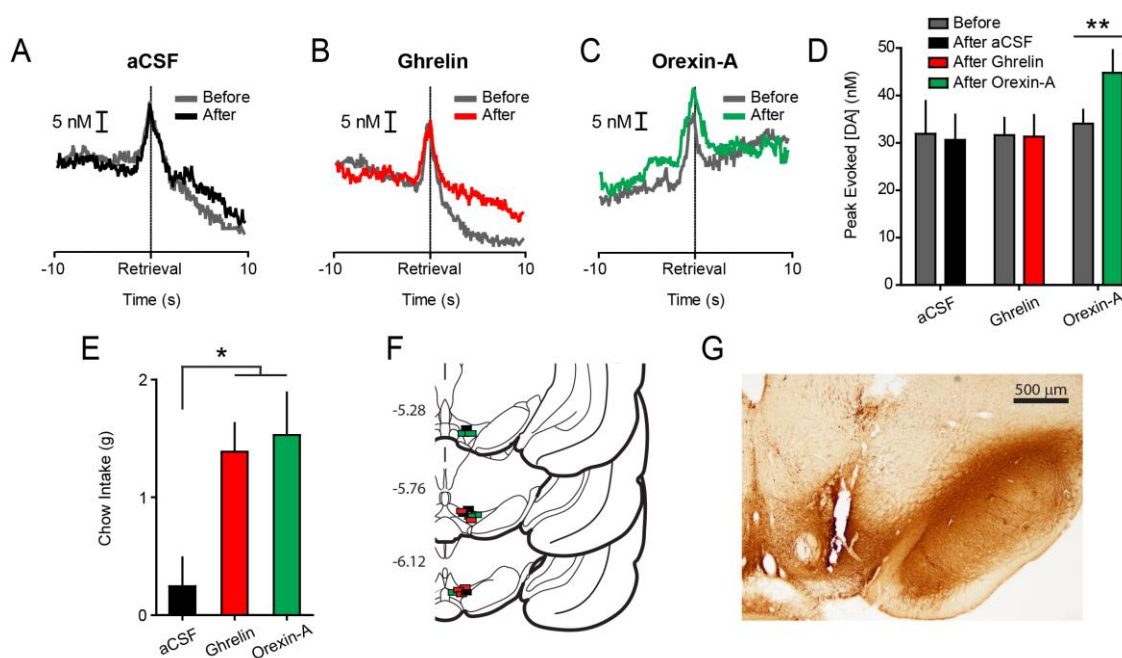 A
aCSF
Before
After
5 nM
-10
Retrieval
10
Time (s)
B
Ghrelin
Before
After
5 nM
-10
Retrieval
10
Time (s)
C
Orexin-A
Before
After
5 nM
-10
Retrieval
10
Time (s)
D
Before
After aCSF
After Ghrelin
After Orexin-A
**
Peak Evoked [DA] (nM)
50
40
30
20
10
0
aCSF
Ghrelin
Orexin-A
E
*
Chow Intake (g)
2
1
0
aCSF
Ghrelin
Orexin-A
F
-5.28
-5.76
-6.12
G
500 µm